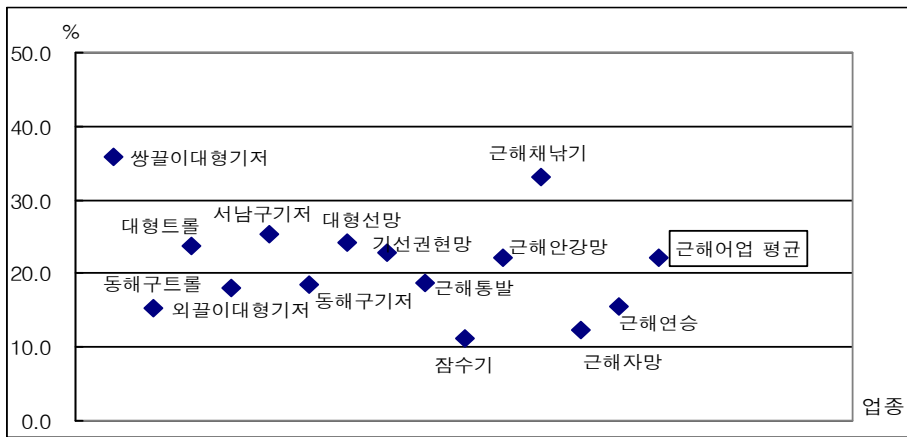 %
50.0
40.0
30.0
20.0
10.0
0.0
쌍끌이대형기저
근해채낚기
서남구기저
대형선망
대형트롤
기선권현망
근해안강망
근해어업 평균
동해구트롤
외끌이대형기저
동해구기저
근해통발
근해연승
잠수기
근해자망
업종